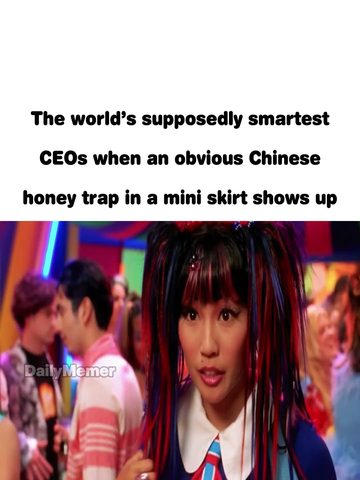 The world’s supposedly smartest
CEOs when an obvious Chinese
honey trap in a mini skirt shows up
DailyMemer